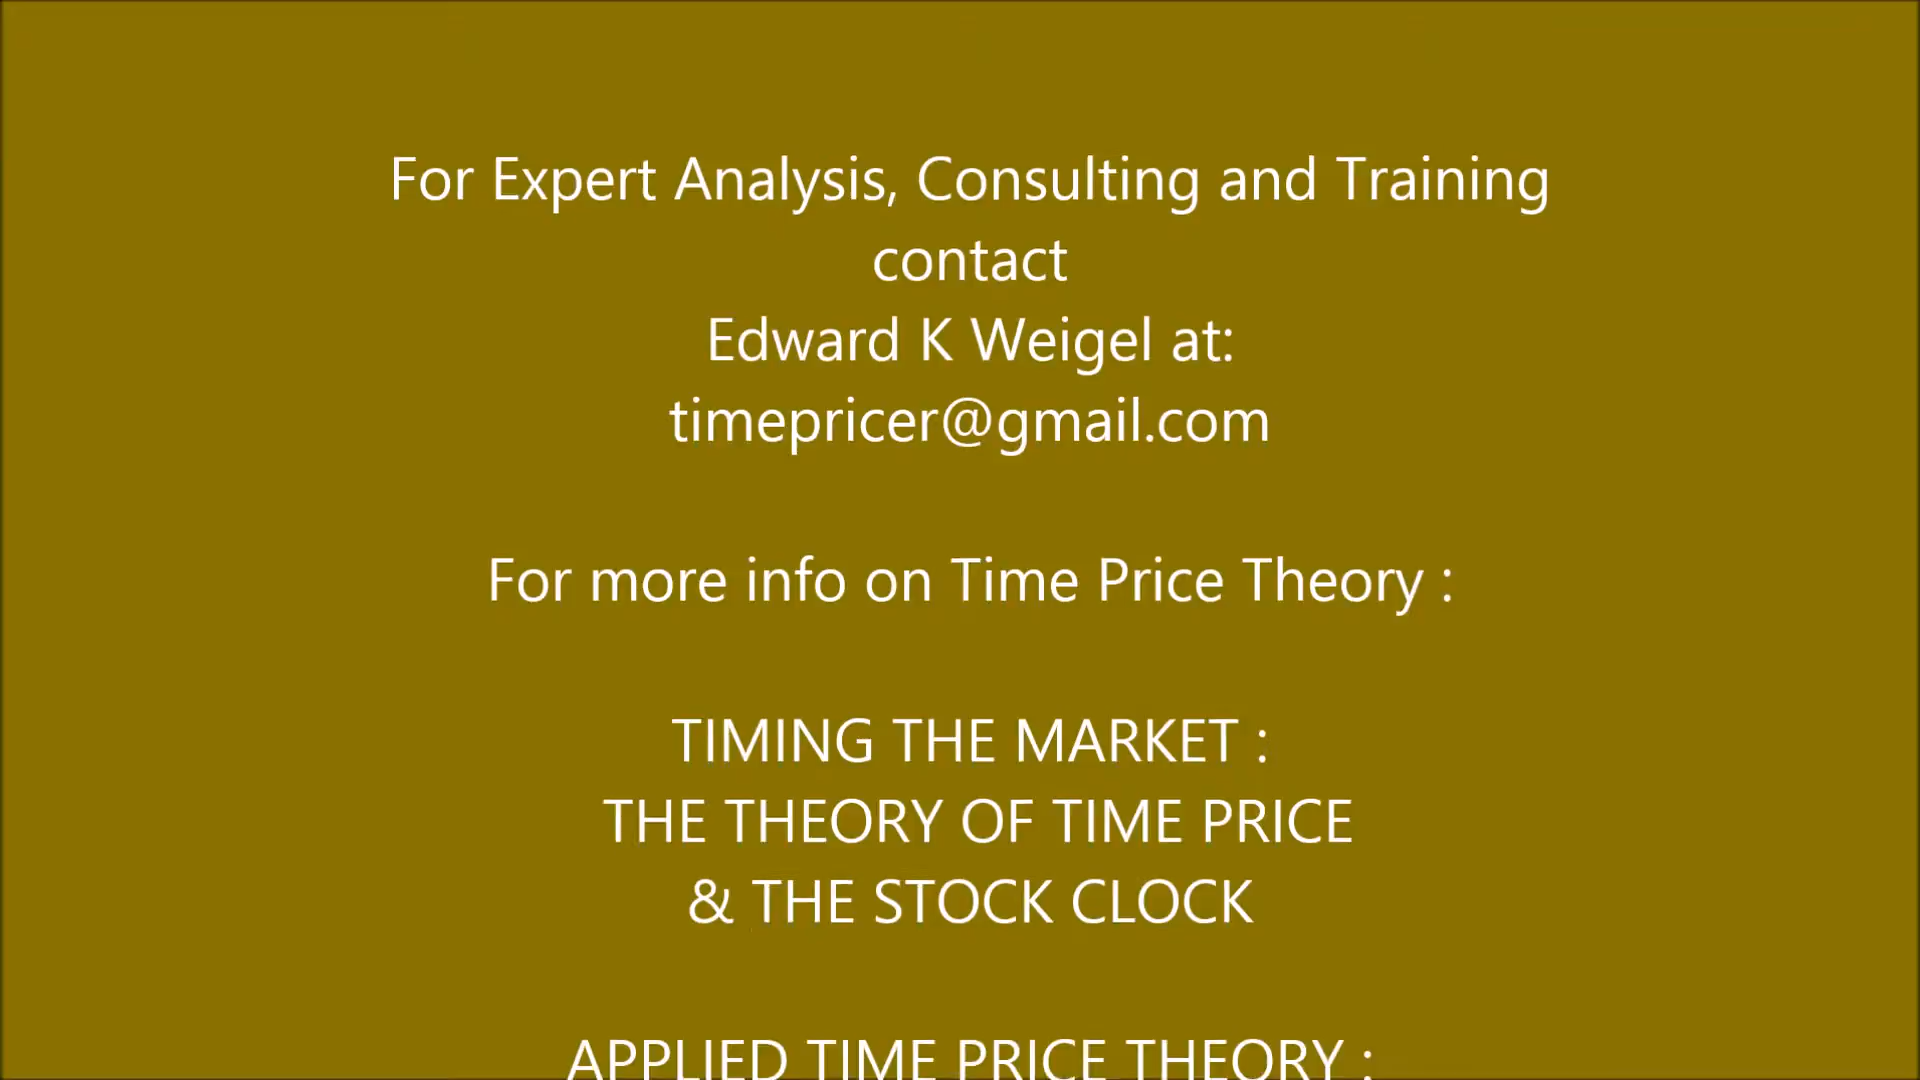 For Expert Analysis, Consulting and Training
contact
Edward K Weigel at:
timepricer@gmail.com
For more info on Time Price Theory :
TIMING THE MARKET :
THE THEORY OF TIME PRICE
& THE STOCK CLOCK
APPLIED TIME PRICE THEORY :